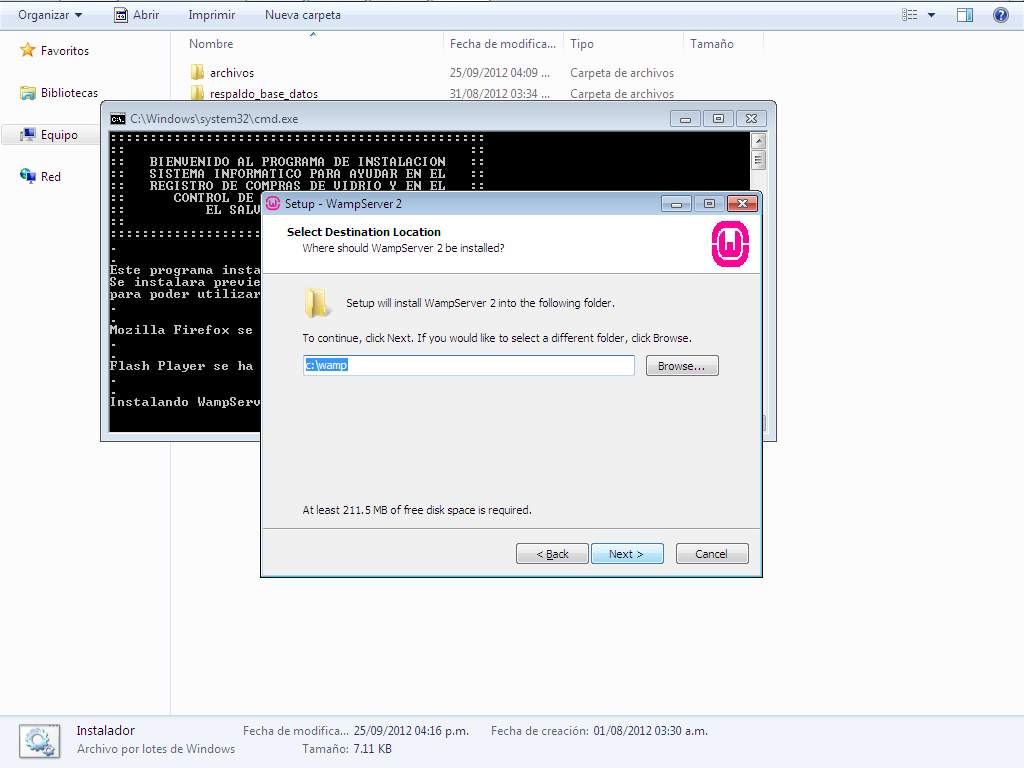 Organizar Abrir Imprimir Nueva carpeta
Favoritos
Bibliotecas
Equipo
Red
Nombre Fecha de modifica... Tipo Tamaño
archivos 25/09/2012 04:09 ... Carpeta de archivos
respaldo_base_datos 31/08/2012 03:34 ... Carpeta de archivos
C:\Windows\system32\cmd.exe
:: BIENVENIDO AL PROGRAMA DE INSTALACION ::
:: SISTEMA INFORMATICO PARA AYUDAR EN EL ::
:: REGISTRO DE COMPRAS DE VIDRIO Y EN EL ::
:: CONTROL DE
:: EL SALV
Este programa insta
Se instalara previe
para poder utilizar
Mozilla Firefox se
Flash Player se ha
Instalando WampServ
Setup - WampServer 2
Select Destination Location
Where should WampServer 2 be installed?
Setup will install WampServer 2 into the following folder.
To continue, click Next. If you would like to select a different folder, click Browse.
c:\wamp
Browse...
At least 211.5 MB of free disk space is required.
< Back Next > Cancel
Instalador Fecha de modifica... 25/09/2012 04:16 p.m. Fecha de creación: 01/08/2012 03:30 a.m.
Archivo por lotes de Windows Tamaño: 7.11 KB